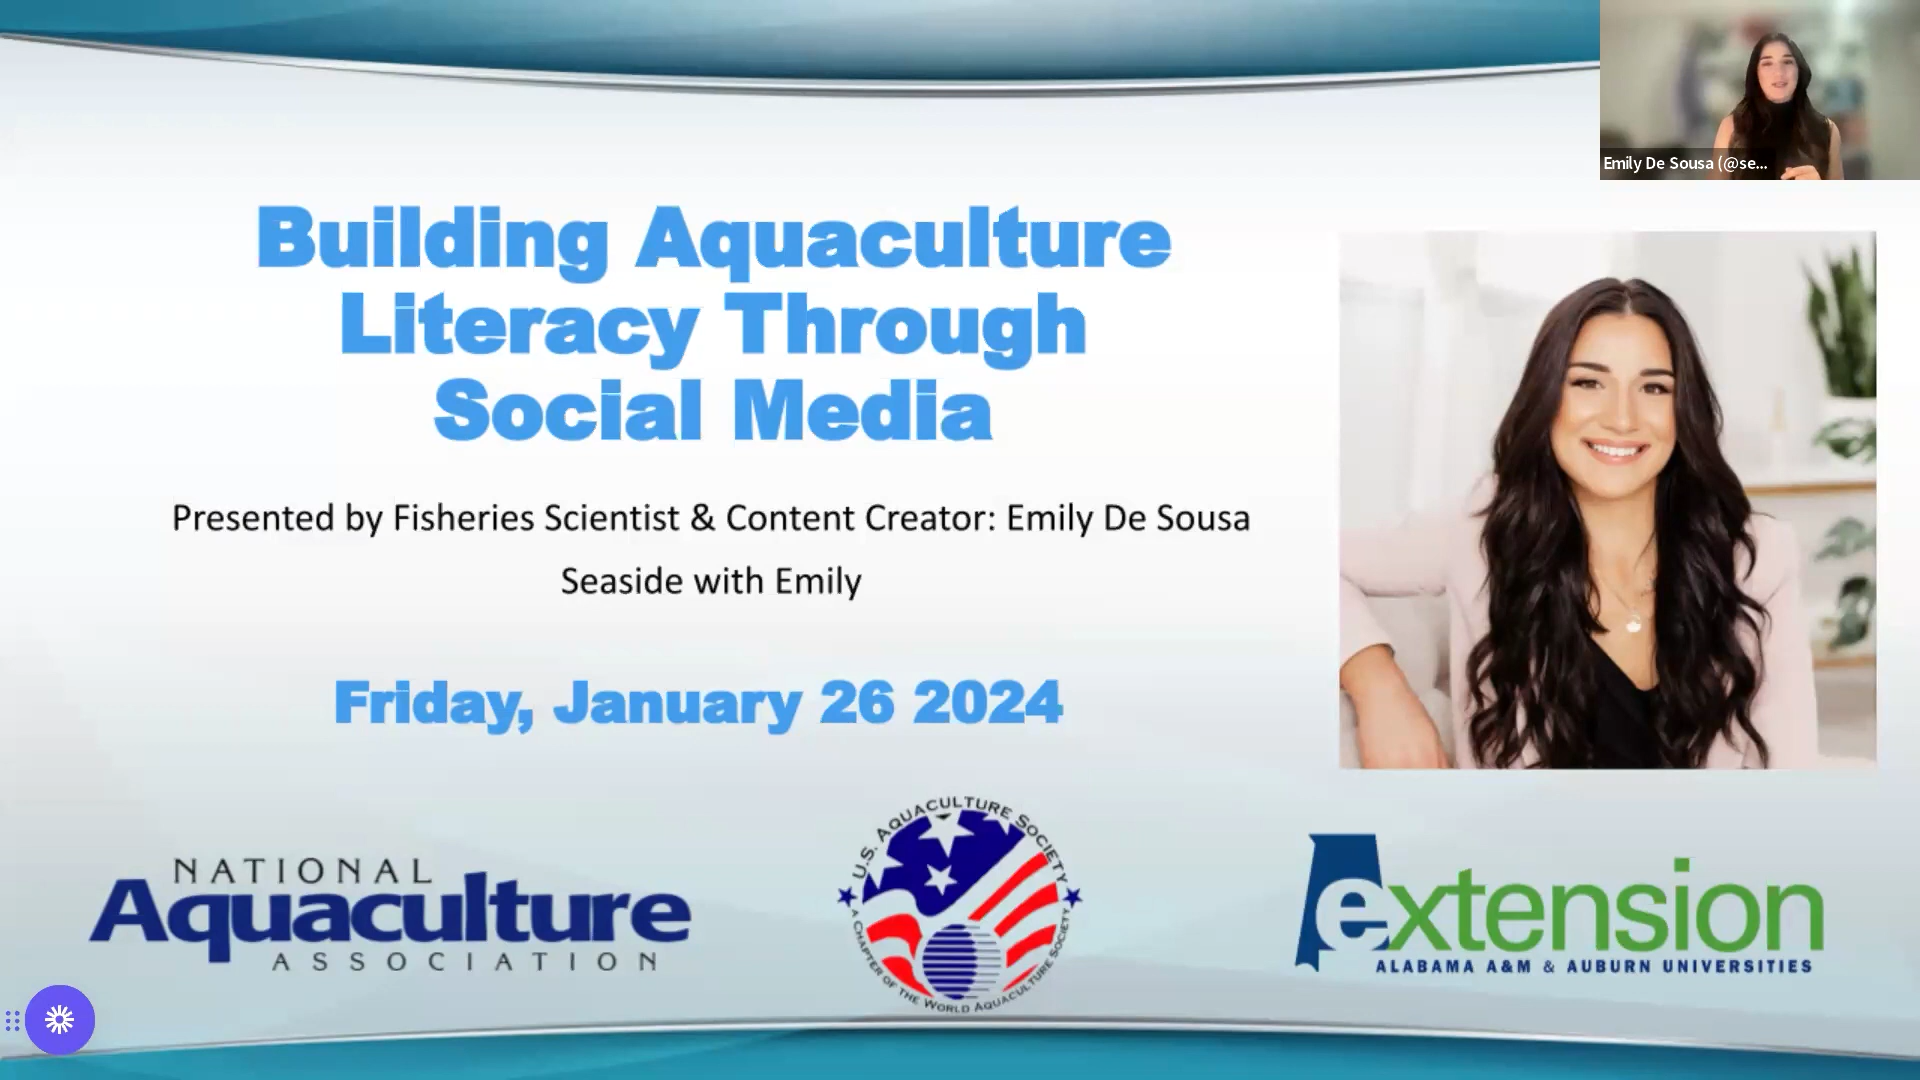 Emily De Sousa (@se...
Building Aquaculture
Literacy Through
Social Media
Presented by Fisheries Scientist & Content Creator: Emily De Sousa
Seaside with Emily
Friday, January 26 2024
NATIONAL
Aquaculture
ASSOCIATION
U.S. AQUACULTURE SOCIETY
A CHAPTER OF THE WORLD AQUACULTURE SOCIETY
extension
ALABAMA A&M & AUBURN UNIVERSITIES